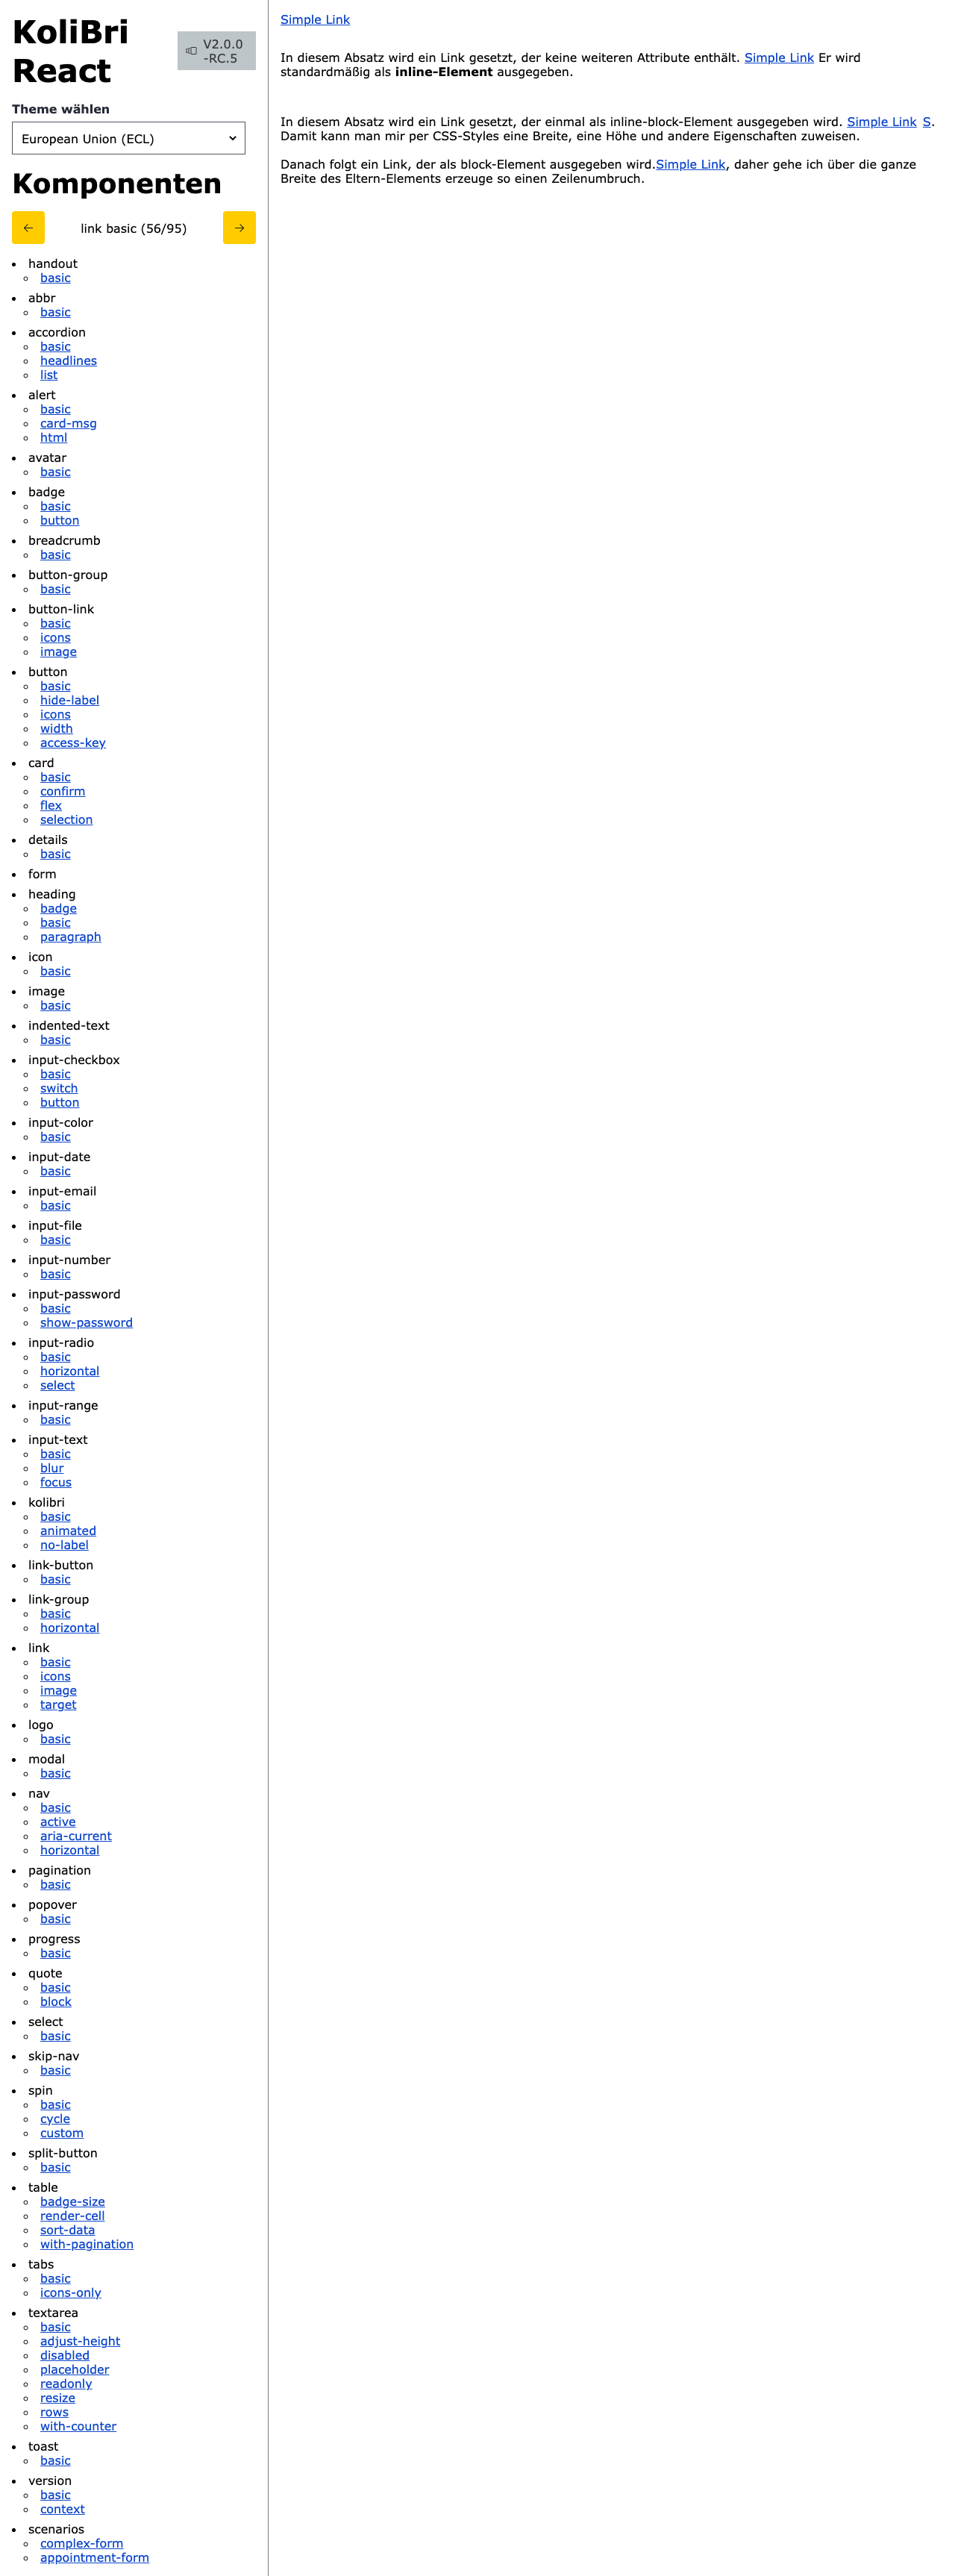 KoliBri
React
V2.0.0
-RC.5
Theme wählen
European Union (ECL)
Komponenten
link basic (56/95)
handout
basic
abbr
basic
accordion
basic
headlines
list
alert
basic
card-msg
html
avatar
basic
badge
basic
button
breadcrumb
basic
button-group
basic
button-link
basic
icons
image
button
basic
hide-label
icons
width
access-key
card
basic
confirm
flex
selection
details
basic
form
heading
badge
basic
paragraph
icon
basic
image
basic
indented-text
basic
input-checkbox
basic
switch
button
input-color
basic
input-date
basic
input-email
basic
input-file
basic
input-number
basic
input-password
basic
show-password
input-radio
basic
horizontal
select
input-range
basic
input-text
basic
blur
focus
kolibri
basic
animated
no-label
link-button
basic
link-group
basic
horizontal
link
basic
icons
image
target
logo
basic
modal
basic
nav
basic
active
aria-current
horizontal
pagination
basic
popover
basic
progress
basic
quote
basic
block
select
basic
skip-nav
basic
spin
basic
cycle
custom
split-button
basic
table
badge-size
render-cell
sort-data
with-pagination
tabs
basic
icons-only
textarea
basic
adjust-height
disabled
placeholder
readonly
resize
rows
with-counter
toast
basic
version
basic
context
scenarios
complex-form
appointment-form
Simple Link
In diesem Absatz wird ein Link gesetzt, der keine weiteren Attribute enthält. Simple Link Er wird
standardmäßig als inline-Element ausgegeben.
In diesem Absatz wird ein Link gesetzt, der einmal als inline-block-Element ausgegeben wird. Simple Link S.
Damit kann man mir per CSS-Styles eine Breite, eine Höhe und andere Eigenschaften zuweisen.
Danach folgt ein Link, der als block-Element ausgegeben wird.Simple Link, daher gehe ich über die ganze
Breite des Eltern-Elements erzeuge so einen Zeilenumbruch.